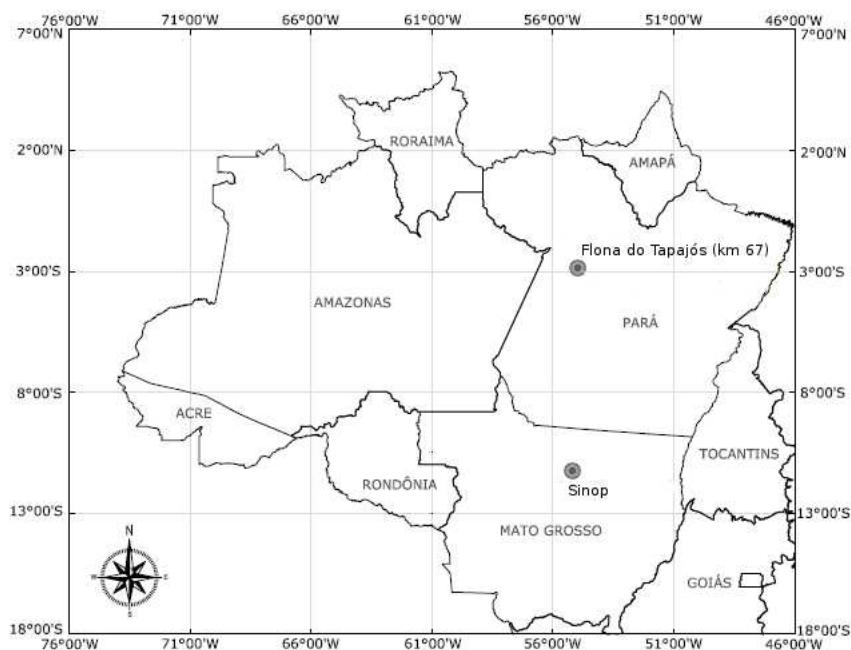 76°00'W 71°00'W 66°00'W 61°00'W 56°00'W 51°00'W 46°00'W
7°00'N 7°00'N
RORAIMA
2°00'N 2°00'N
AMAPÁ
Flona do Tapajós (km 67)
3°00'S 3°00'S
AMAZONAS
PARÁ
8°00'S 8°00'S
ACRE
TOCANTINS
RONDÔNIA
Sinop
13°00'S 13°00'S
MATO GROSSO
N
GOIÁS
S
18°00'S 18°00'S
76°00'W 71°00'W 66°00'W 61°00'W 56°00'W 51°00'W 46°00'W